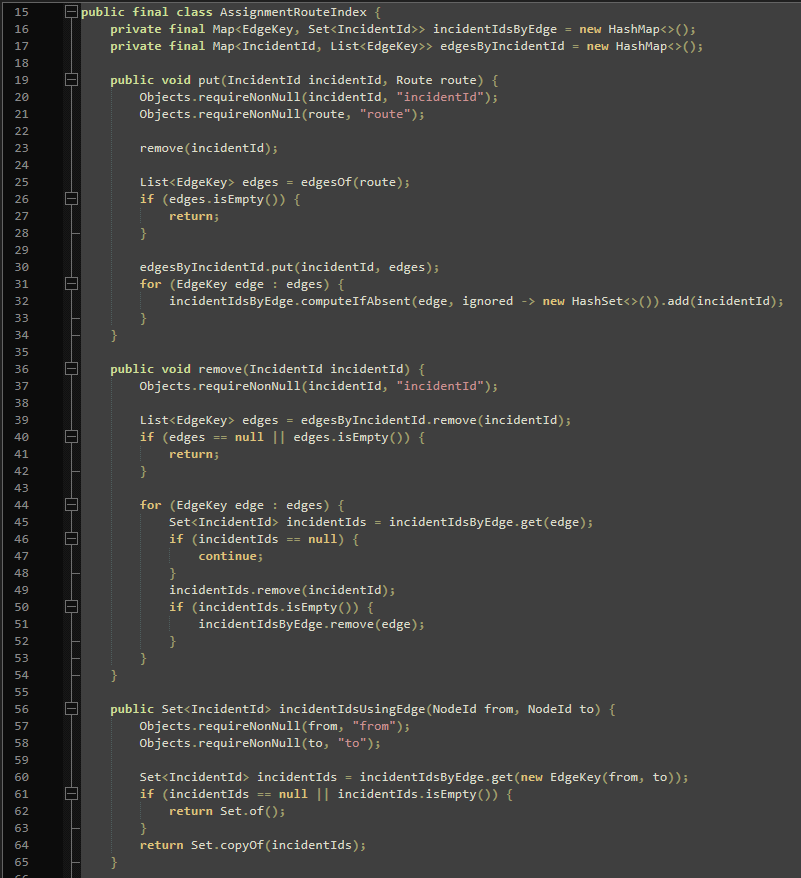 15 public final class AssignmentRouteIndex {
16     private final Map<EdgeKey, Set<IncidentId>> incidentIdsByEdge = new HashMap<>();
17     private final Map<IncidentId, List<EdgeKey>> edgesByIncidentId = new HashMap<>();
18
19     public void put(IncidentId incidentId, Route route) {
20         Objects.requireNonNull(incidentId, "incidentId");
21         Objects.requireNonNull(route, "route");
22
23         remove(incidentId);
24
25         List<EdgeKey> edges = edgesOf(route);
26         if (edges.isEmpty()) {
27             return;
28         }
29
30         edgesByIncidentId.put(incidentId, edges);
31         for (EdgeKey edge : edges) {
32             incidentIdsByEdge.computeIfAbsent(edge, ignored -> new HashSet<>()).add(incidentId);
33         }
34     }
35
36     public void remove(IncidentId incidentId) {
37         Objects.requireNonNull(incidentId, "incidentId");
38
39         List<EdgeKey> edges = edgesByIncidentId.remove(incidentId);
40         if (edges == null || edges.isEmpty()) {
41             return;
42         }
43
44         for (EdgeKey edge : edges) {
45             Set<IncidentId> incidentIds = incidentIdsByEdge.get(edge);
46             if (incidentIds == null) {
47                 continue;
48             }
49             incidentIds.remove(incidentId);
50             if (incidentIds.isEmpty()) {
51                 incidentIdsByEdge.remove(edge);
52             }
53         }
54     }
55
56     public Set<IncidentId> incidentIdsUsingEdge(NodeId from, NodeId to) {
57         Objects.requireNonNull(from, "from");
58         Objects.requireNonNull(to, "to");
59
60         Set<IncidentId> incidentIds = incidentIdsByEdge.get(new EdgeKey(from, to));
61         if (incidentIds == null || incidentIds.isEmpty()) {
62             return Set.of();
63         }
64         return Set.copyOf(incidentIds);
65     }